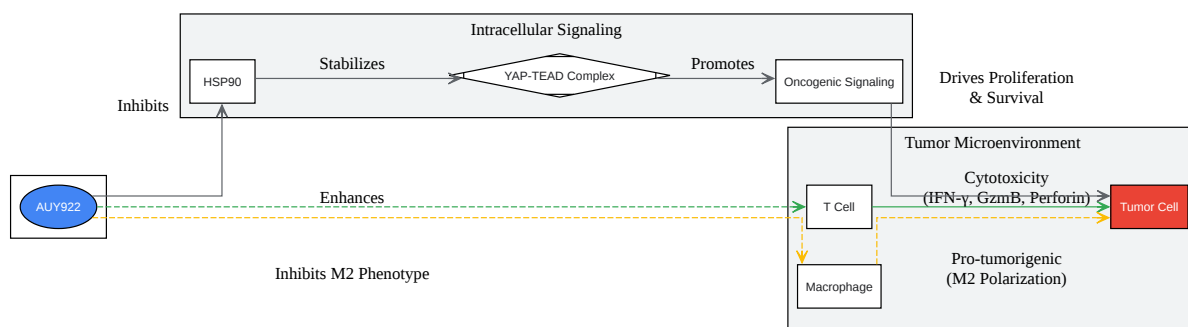 Intracellular Signaling
HSP90
Stabilizes
YAP-TEAD Complex
Promotes
Oncogenic Signaling
Inhibits
Drives Proliferation
& Survival
Tumor Microenvironment
AUY922
Enhances
T Cell
Cytotoxicity
(IFN-γ, GzmB, Perforin)
Tumor Cell
Inhibits M2 Phenotype
Macrophage
Pro-tumorigenic
(M2 Polarization)